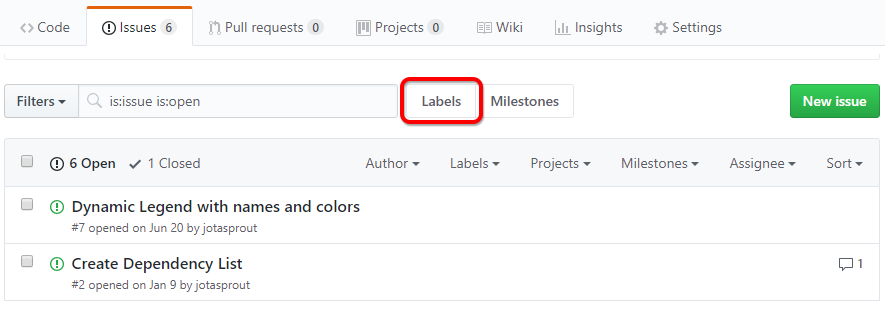 Code Issues 6 Pull requests 0 Projects 0 Wiki Insights Settings
Filters is:issue is:open Labels Milestones New issue
6 Open 1 Closed Author Labels Projects Milestones Assignee Sort
Dynamic Legend with names and colors
#7 opened on Jun 20 by jotasprout
Create Dependency List 1
#2 opened on Jan 9 by jotasprout